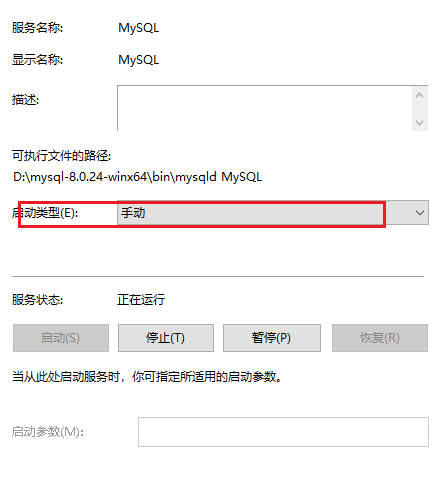 服务名称: MySQL
显示名称: MySQL
描述:
可执行文件的路径:
D:\mysql-8.0.24-winx64\bin\mysqld MySQL
启动类型(E): 手动
服务状态: 正在运行
启动(S) 停止(T) 暂停(P) 恢复(R)
当从此处启动服务时，你可指定所适用的启动参数。
启动参数(M):